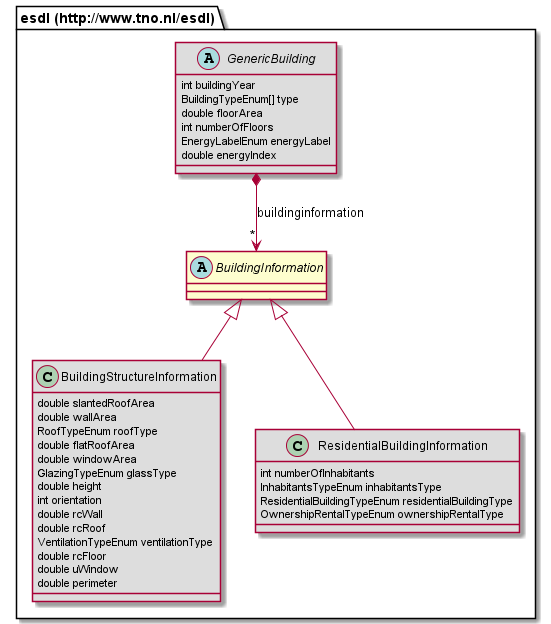 esdl (http://www.tno.nl/esdl)
A GenericBuilding
int buildingYear
BuildingTypeEnum[] type
double floorArea
int numberOfFloors
EnergyLabelEnum energyLabel
double energyIndex
buildinginformation
*
A BuildingInformation
C BuildingStructureInformation
double slantedRoofArea
double wallArea
RoofTypeEnum roofType
double flatRoofArea
double windowArea
GlazingTypeEnum glassType
double height
int orientation
double rcWall
double rcRoof
VentilationTypeEnum ventilationType
double rcFloor
double uWindow
double perimeter
C ResidentialBuildingInformation
int numberOfInhabitants
InhabitantsTypeEnum inhabitantsType
ResidentialBuildingTypeEnum residentialBuildingType
OwnershipRentalTypeEnum ownershipRentalType